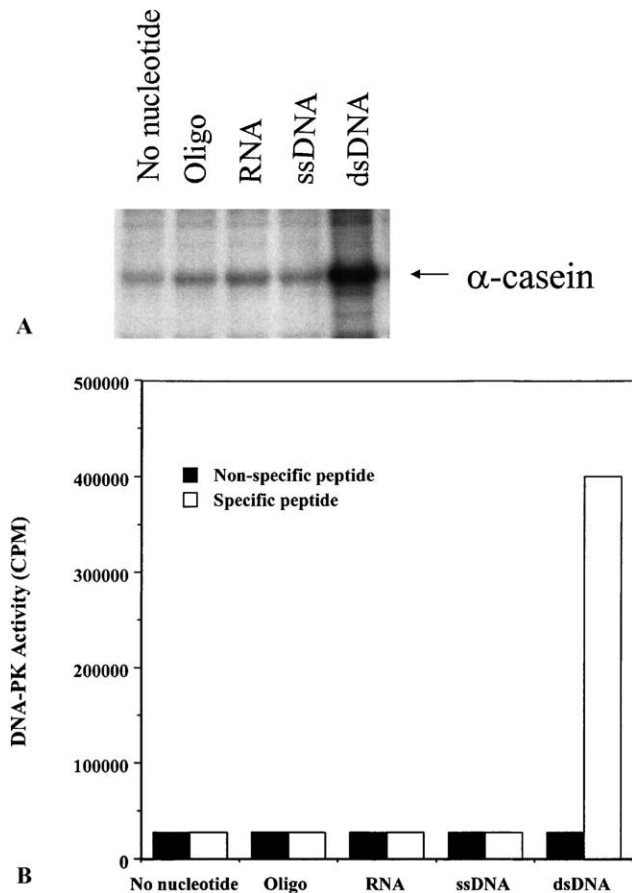 No nucleotide
Oligo
RNA
ssDNA
dsDNA
← α-casein
A
500000
400000
300000
200000
100000
0
DNA-PK Activity (CPM)
Non-specific peptide
Specific peptide
No nucleotide Oligo RNA ssDNA dsDNA
B